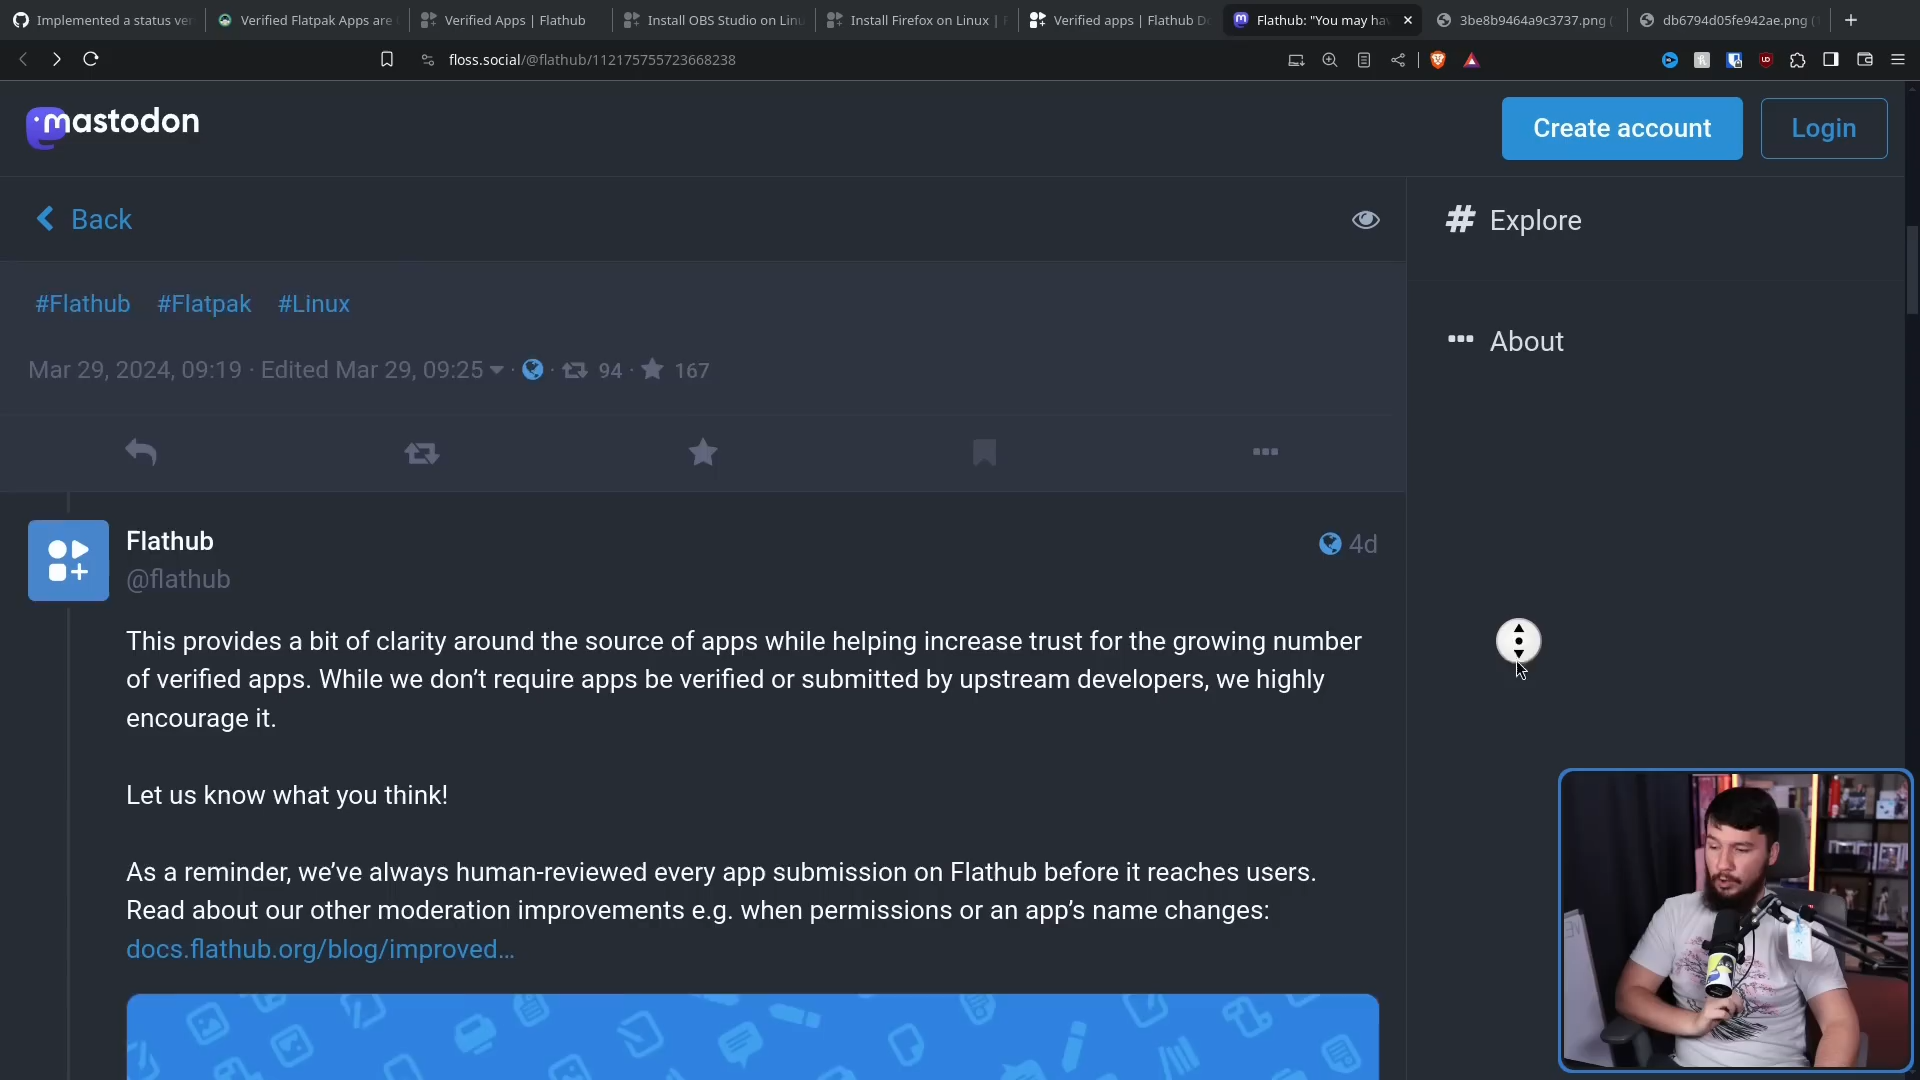 Implemented a status ver
Verified Flatpak Apps are
Verified Apps | Flathub
Install OBS Studio on Linu
Install Firefox on Linux | F
Verified apps | Flathub Do
Flathub: "You may ha
3be8b9464a9c3737.png (
db6794d05fe942ae.png (
floss.social/@flathub/112175755723668238
mastodon
Create account
Login
Back
Explore
About
#Flathub #Flatpak #Linux
Mar 29, 2024, 09:19 · Edited Mar 29, 09:25 · 94 · 167
Flathub
@flathub
4d
This provides a bit of clarity around the source of apps while helping increase trust for the growing number
of verified apps. While we don’t require apps be verified or submitted by upstream developers, we highly
encourage it.
Let us know what you think!
As a reminder, we’ve always human-reviewed every app submission on Flathub before it reaches users.
Read about our other moderation improvements e.g. when permissions or an app’s name changes:
docs.flathub.org/blog/improved…